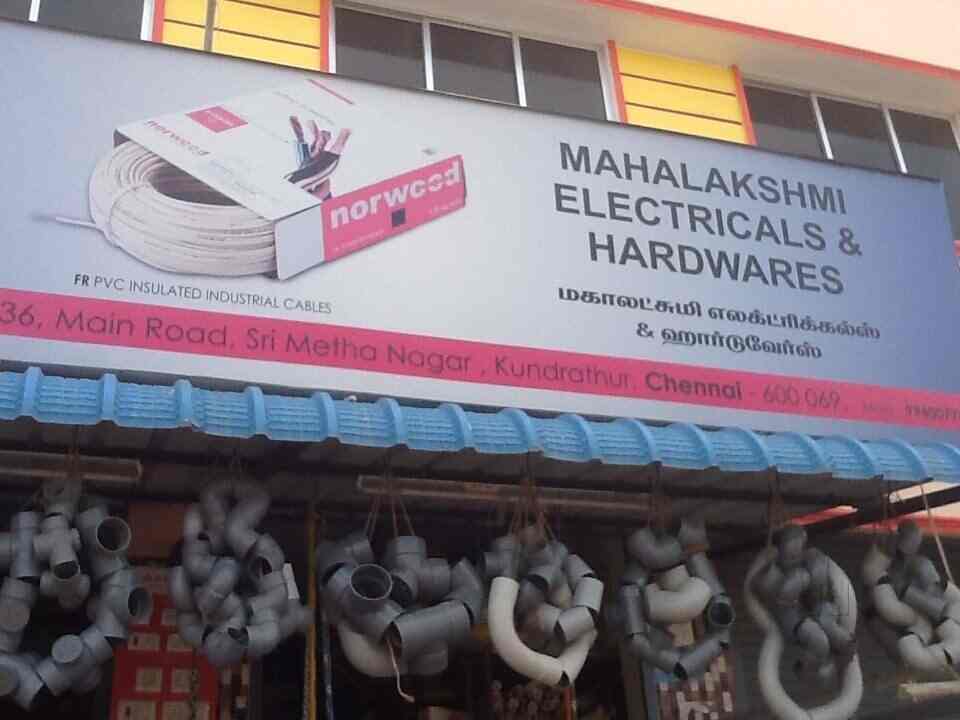 norwood
norwood
FR PVC INSULATED INDUSTRIAL CABLES
MAHALAKSHMI
ELECTRICALS &
HARDWARES
மகாலட்சுமி எலக்ட்ரிக்கல்ஸ்
& ஹார்டுவேர்ஸ்
36, Main Road, Sri Metha Nagar , Kundrathur, Chennai - 600 069.